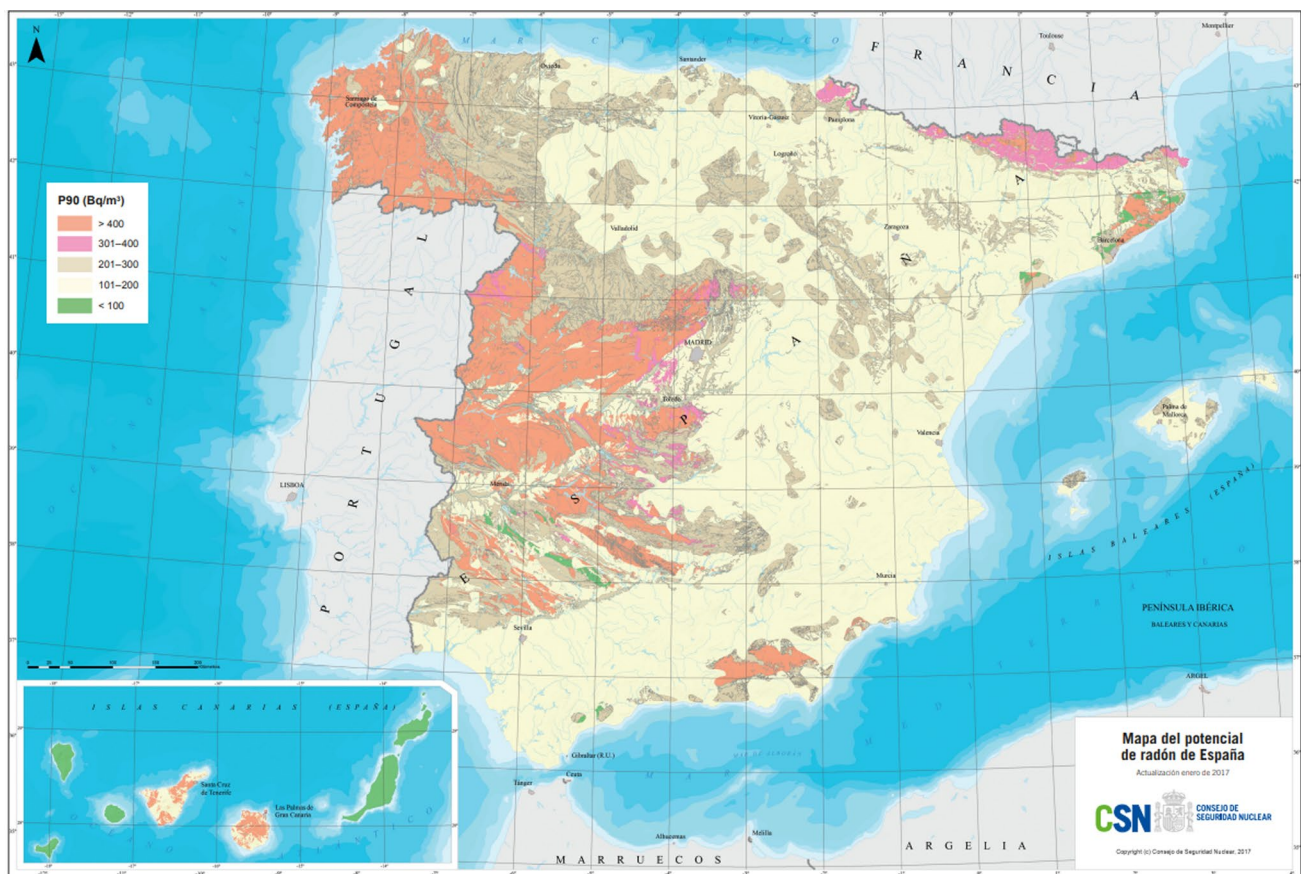 N
MAR CANTÁBRICO
FRANCIA
Toulouse
Montpellier
Oviedo
Santander
Santiago de
Compostela
Vitoria-Gasteiz
Pamplona
Logroño
P90 (Bq/m³)
> 400
301–400
201–300
101–200
< 100
Valladolid
Zaragoza
Barcelona
PORTUGAL
ESPAÑA
MADRID
Toledo
Palma de
Mallorca
Valencia
LISBOA
Mérida
ISLAS BALEARES (ESPAÑA)
Murcia
Sevilla
PENÍNSULA IBÉRICA
BALEARES Y CANARIAS
ARGEL
ISLAS CANARIAS (ESPAÑA)
Santa Cruz
de Tenerife
Las Palmas de
Gran Canaria
Gibraltar (R.U.)
Ceuta
Tánger
Alhucemas
Melilla
MARRUECOS
ARGELIA
Mapa del potencial
de radón de España
Actualización enero de 2017
CSN
CONSEJO DE
SEGURIDAD NUCLEAR
Copyright (c) Consejo de Seguridad Nuclear, 2017